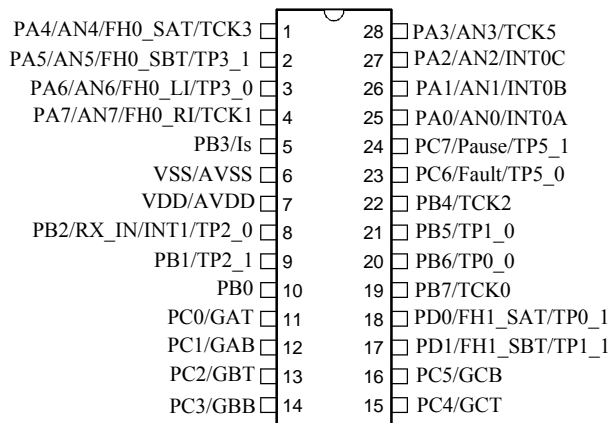 PA4/AN4/FH0_SAT/TCK3 1 28 PA3/AN3/TCK5
PA5/AN5/FH0_SBT/TP3_1 2 27 PA2/AN2/INT0C
PA6/AN6/FH0_LI/TP3_0 3 26 PA1/AN1/INT0B
PA7/AN7/FH0_RI/TCK1 4 25 PA0/AN0/INT0A
PB3/Is 5 24 PC7/Pause/TP5_1
VSS/AVSS 6 23 PC6/Fault/TP5_0
VDD/AVDD 7 22 PB4/TCK2
PB2/RX_IN/INT1/TP2_0 8 21 PB5/TP1_0
PB1/TP2_1 9 20 PB6/TP0_0
PB0 10 19 PB7/TCK0
PC0/GAT 11 18 PD0/FH1_SAT/TP0_1
PC1/GAB 12 17 PD1/FH1_SBT/TP1_1
PC2/GBT 13 16 PC5/GCB
PC3/GBB 14 15 PC4/GCT